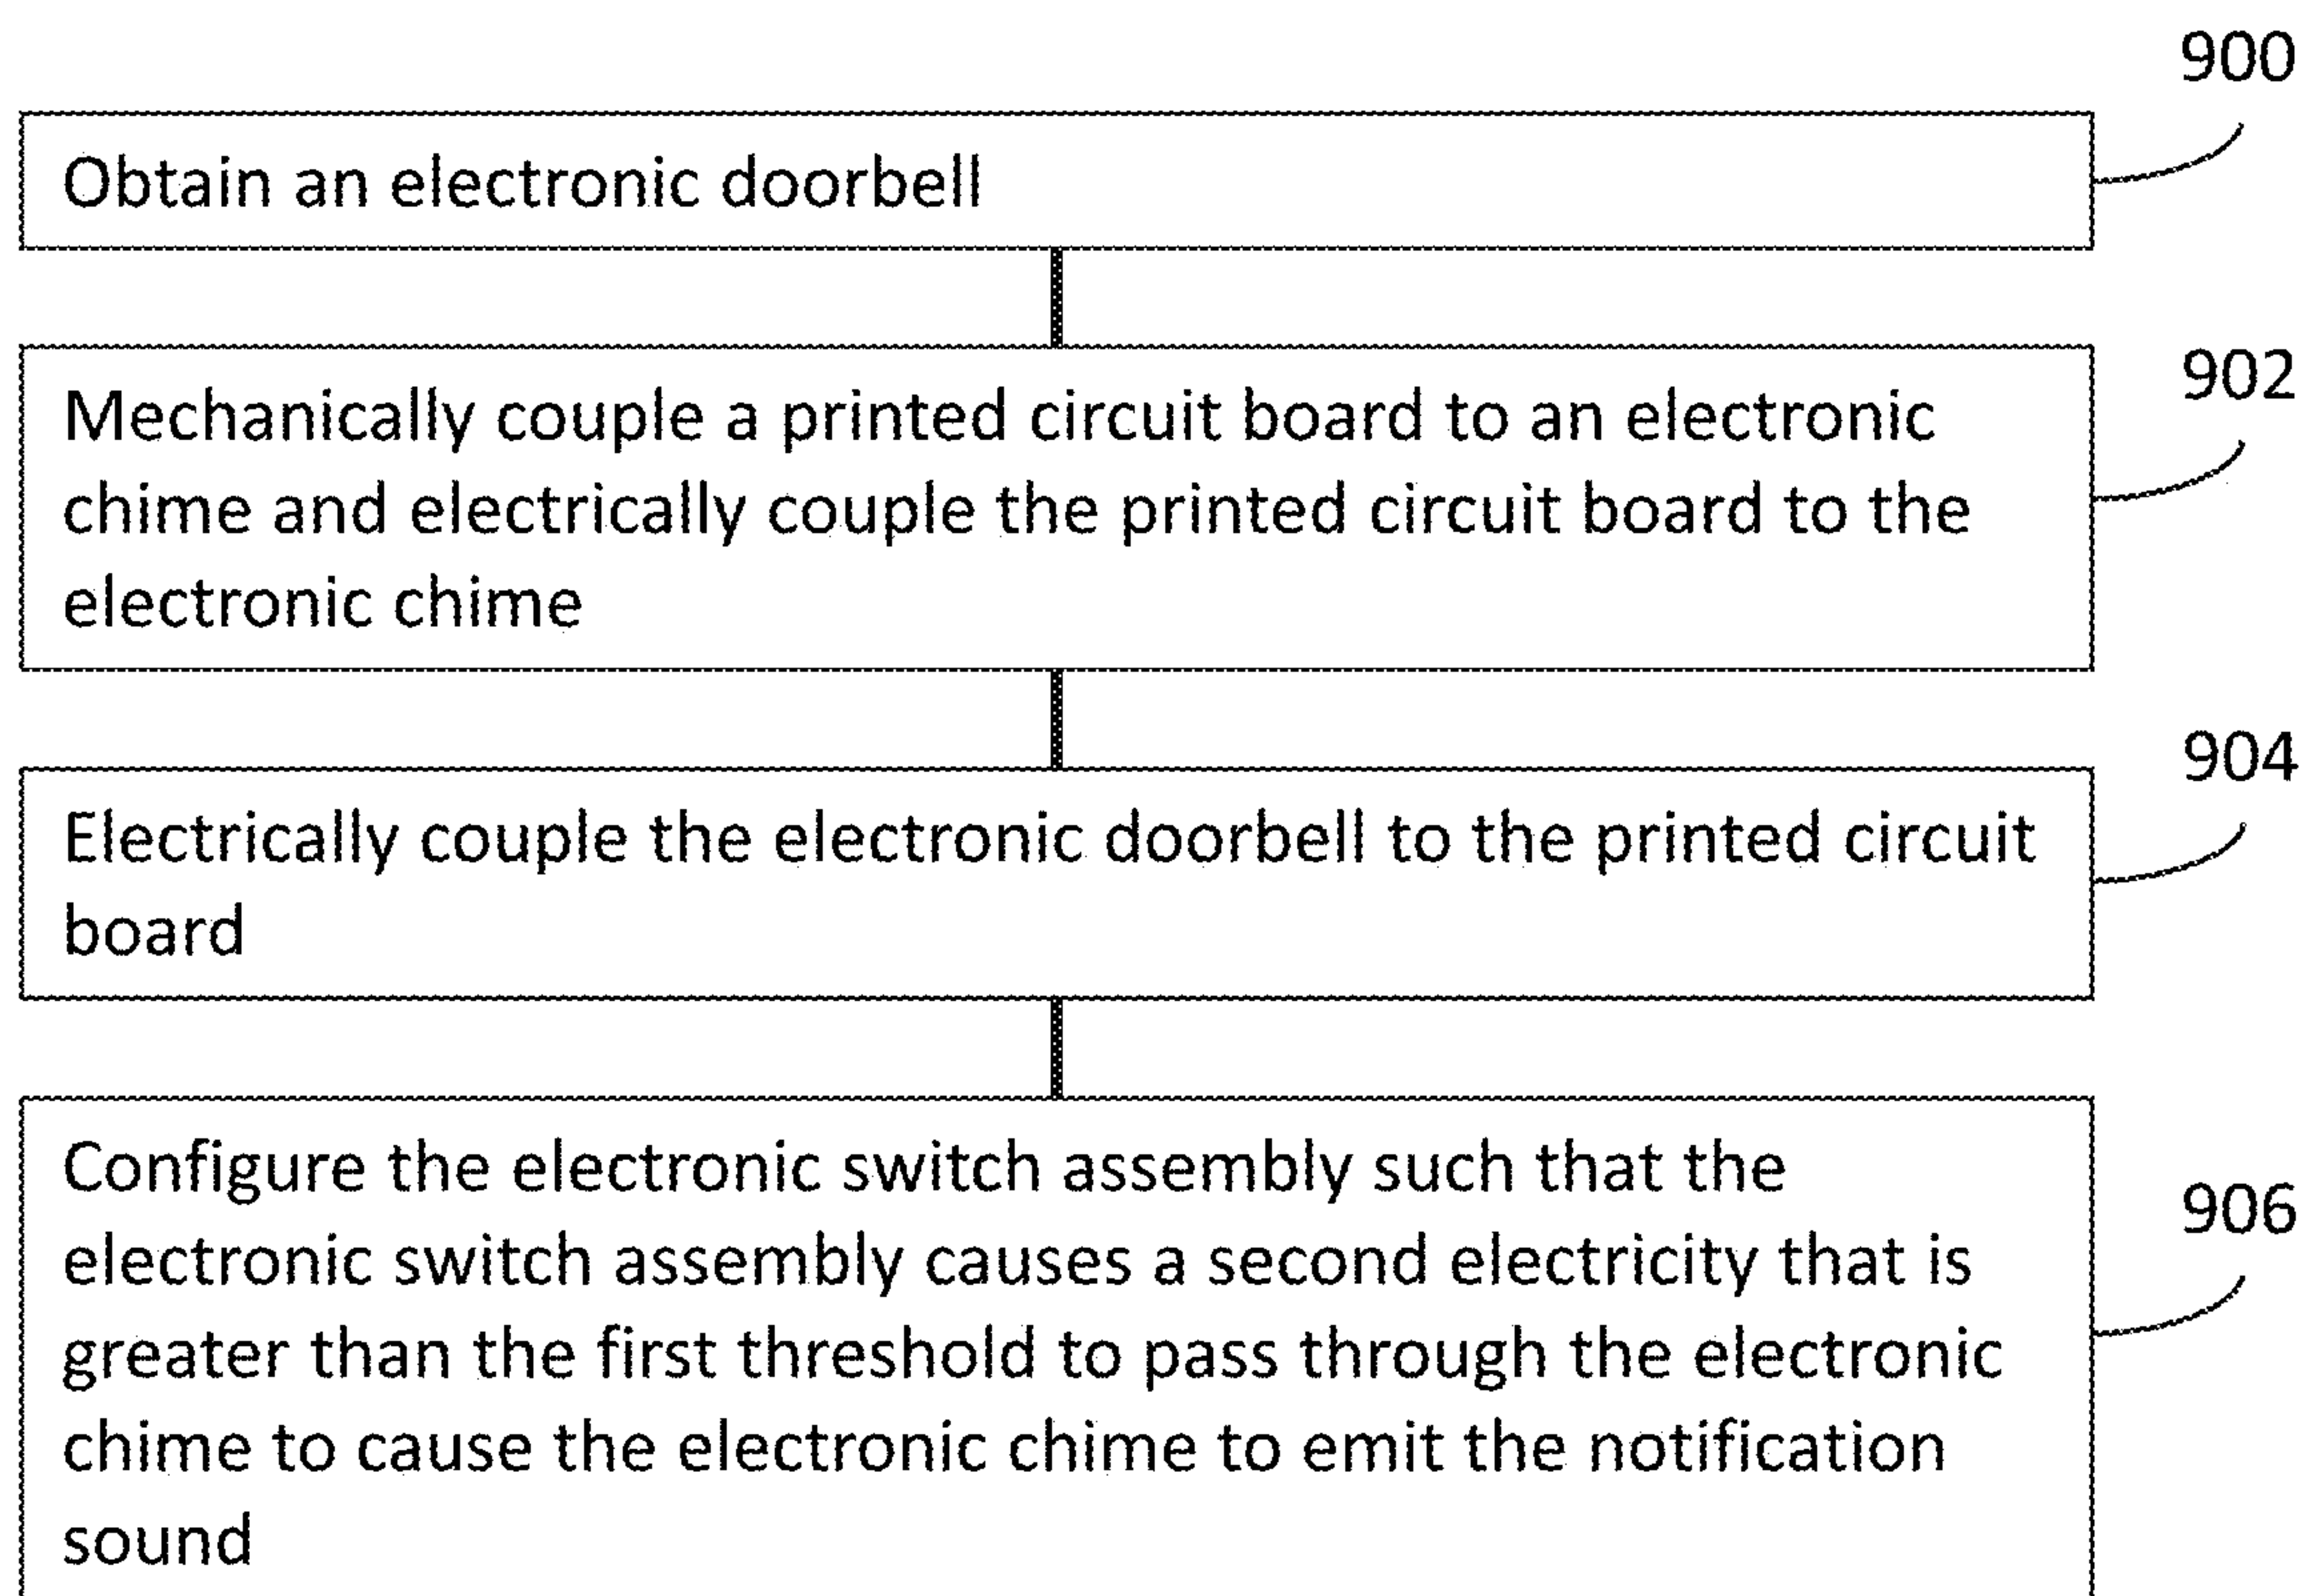 900
Obtain an electronic doorbell
902
Mechanically couple a printed circuit board to an electronic
chime and electrically couple the printed circuit board to the
electronic chime
904
Electrically couple the electronic doorbell to the printed circuit
board
906
Configure the electronic switch assembly such that the
electronic switch assembly causes a second electricity that is
greater than the first threshold to pass through the electronic
chime to cause the electronic chime to emit the notification
sound